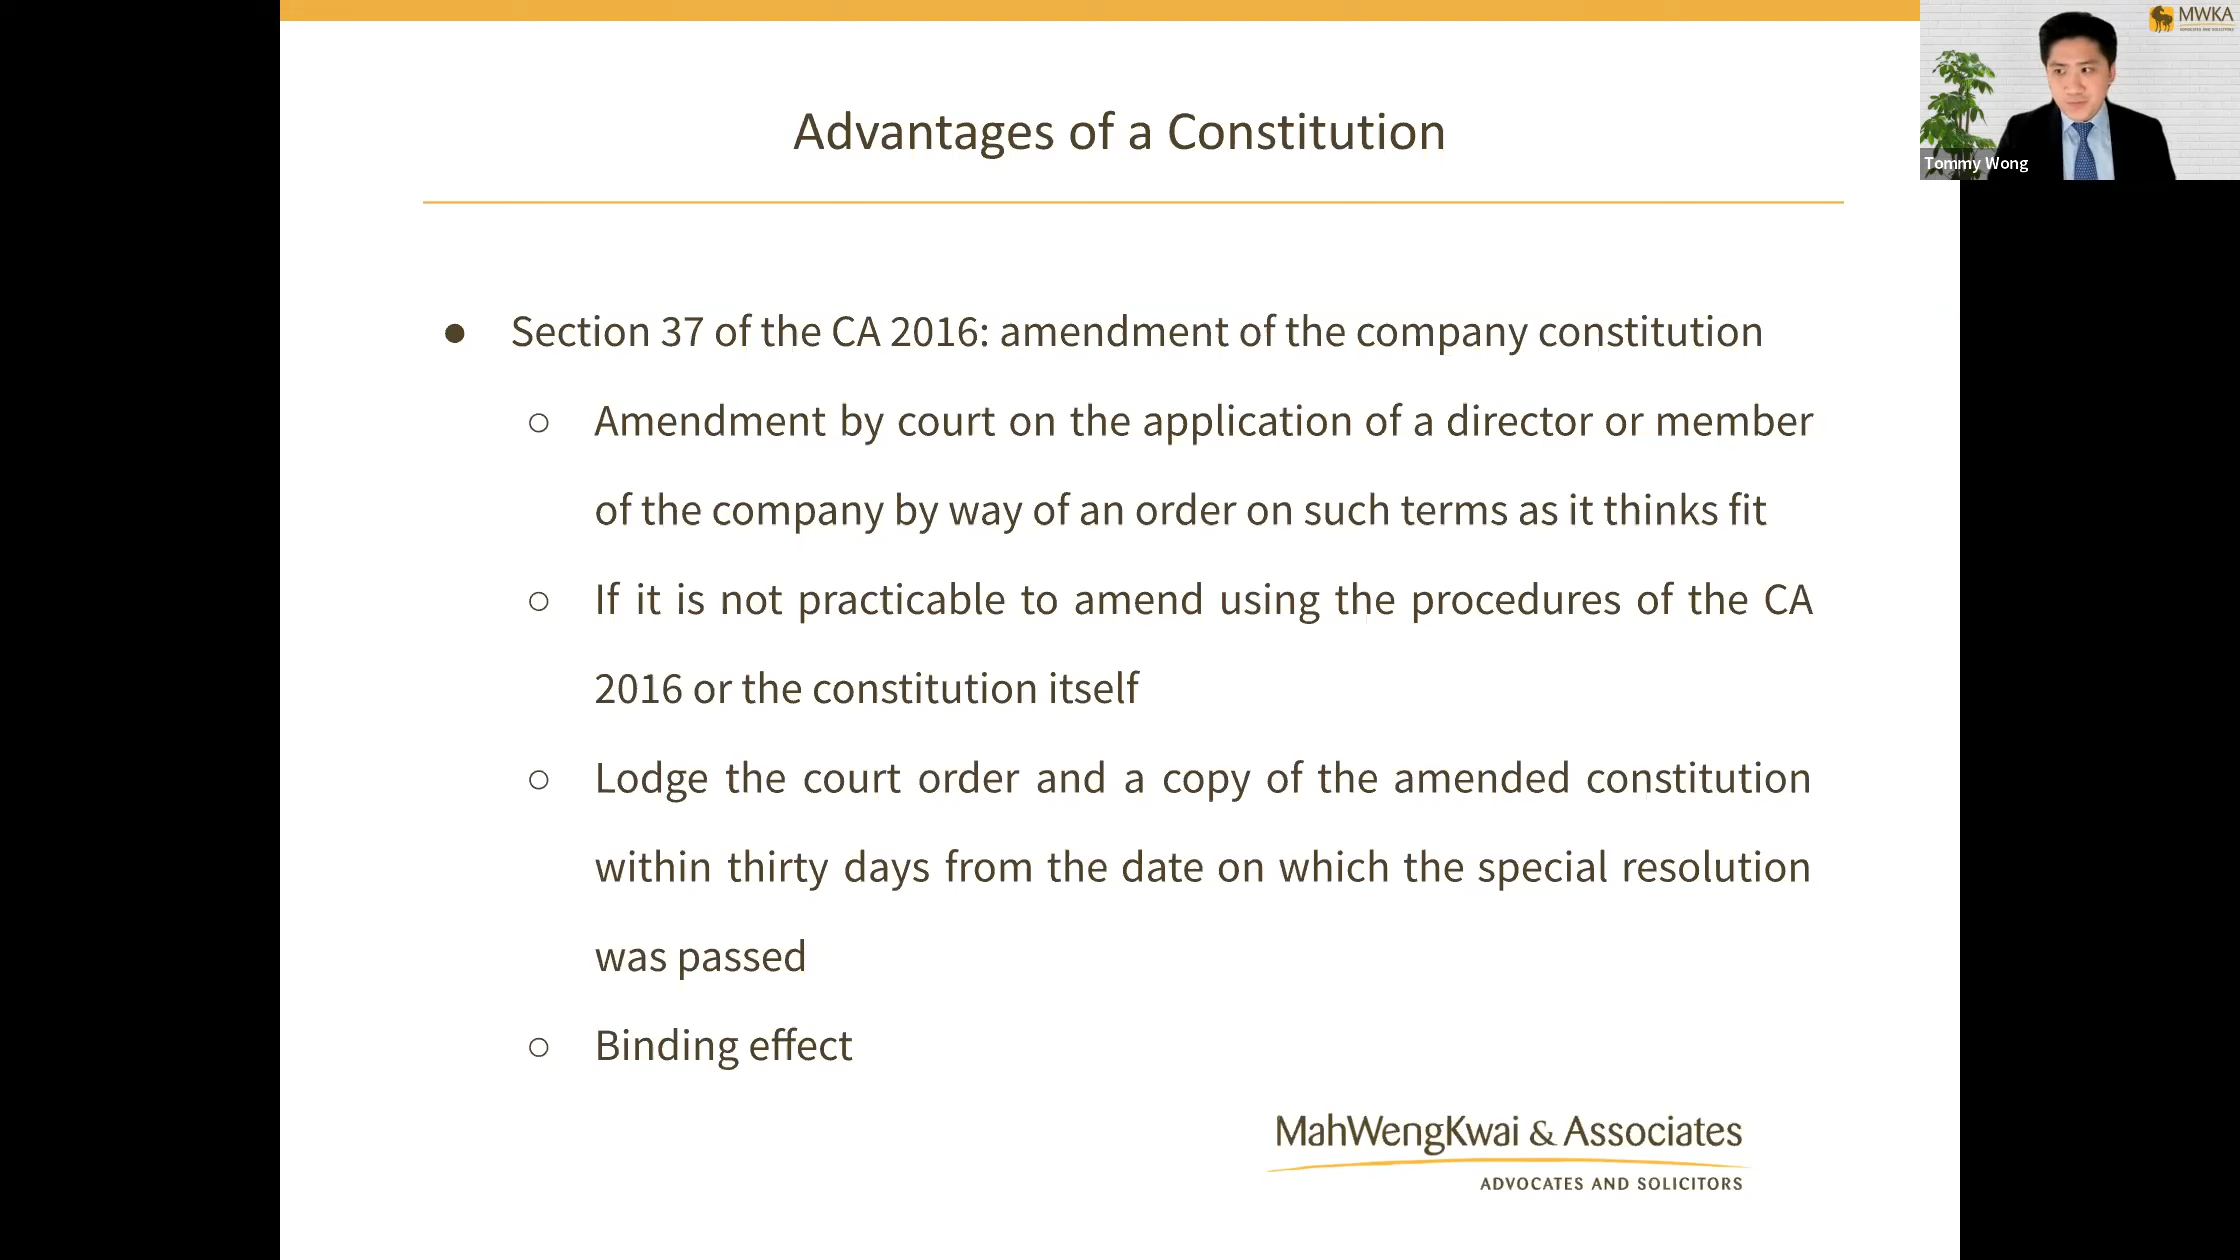 MWKA
ADVOCATES AND SOLICITORS
Tommy Wong
Advantages of a Constitution
● Section 37 of the CA 2016: amendment of the company constitution
○ Amendment by court on the application of a director or member
of the company by way of an order on such terms as it thinks fit
○ If it is not practicable to amend using the procedures of the CA
2016 or the constitution itself
○ Lodge the court order and a copy of the amended constitution
within thirty days from the date on which the special resolution
was passed
○ Binding effect
MahWengKwai & Associates
ADVOCATES AND SOLICITORS